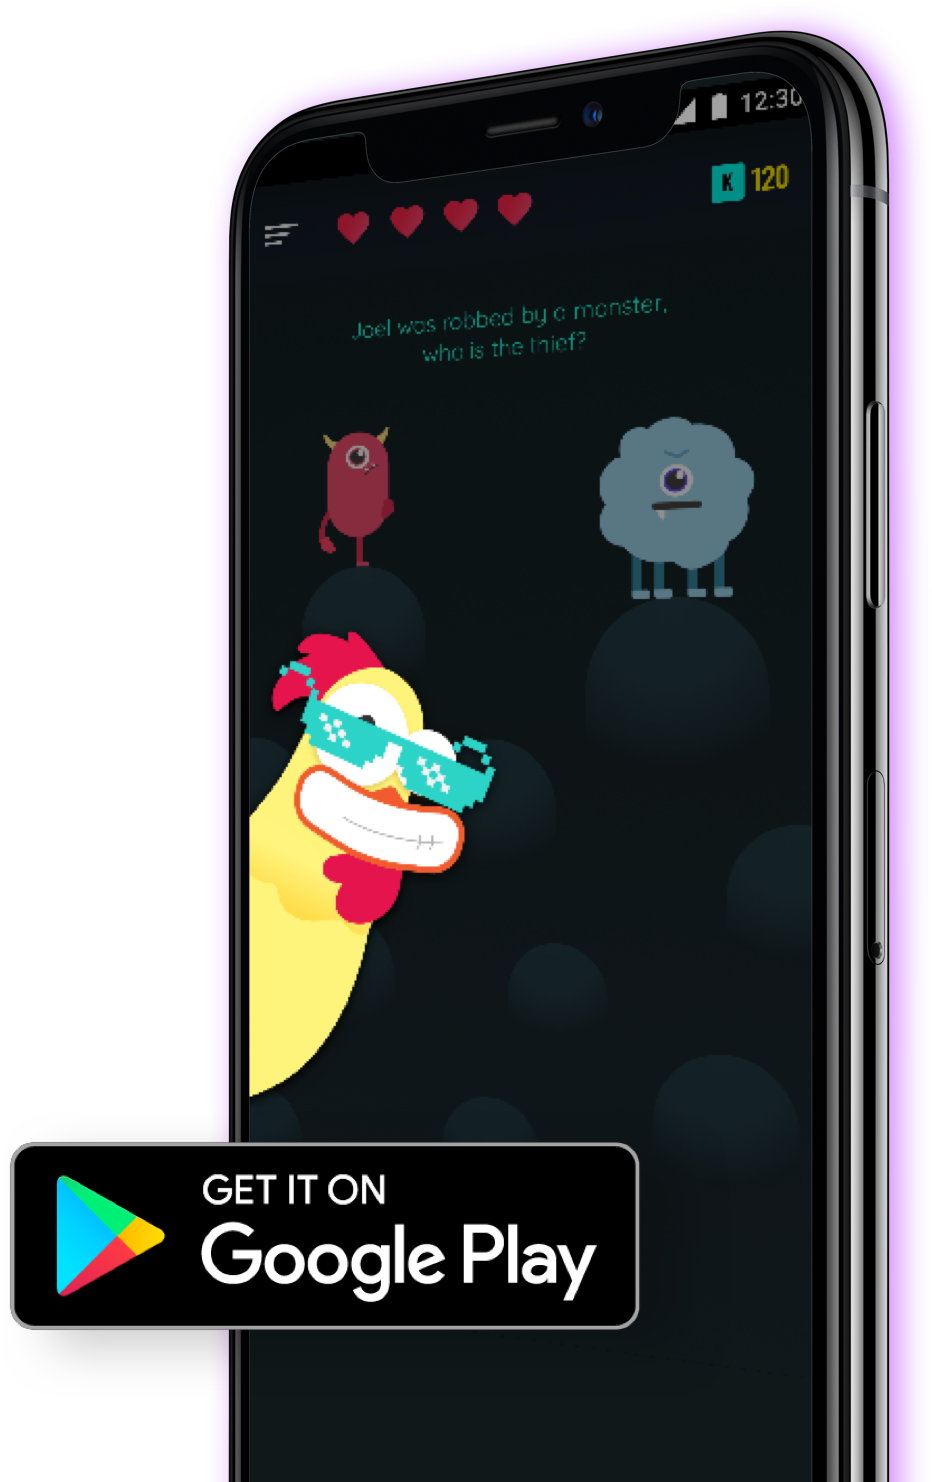 12:30
K 120
Joel was robbed by a monster,
who is the thief?
GET IT ON
Google Play